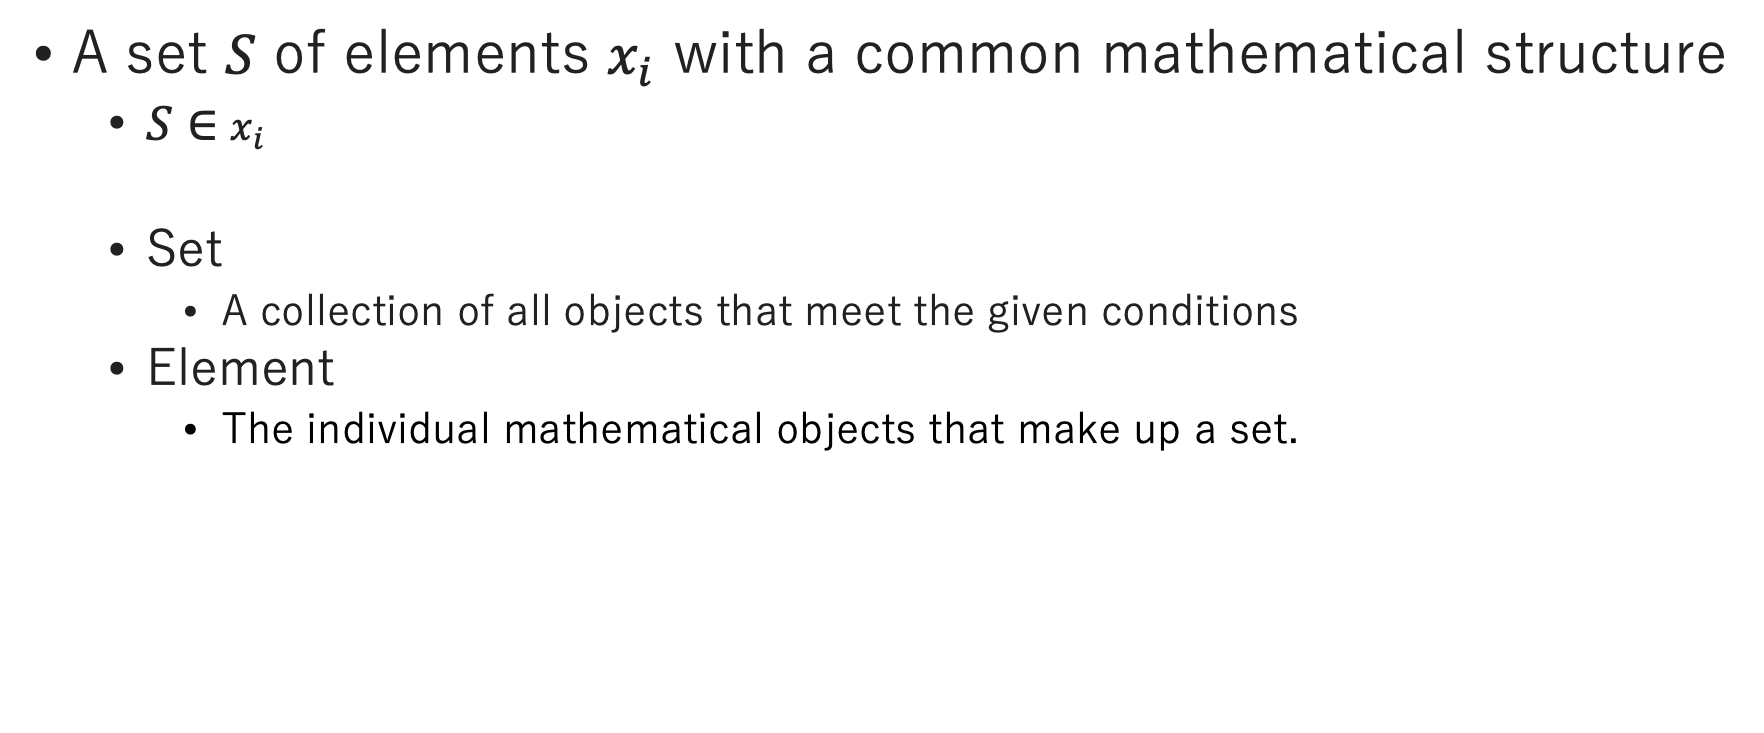 • A set 𝑺 of elements 𝒙ᵢ with a common mathematical structure
• 𝑆 ∈ 𝑥ᵢ
• Set
• A collection of all objects that meet the given conditions
• Element
• The individual mathematical objects that make up a set.